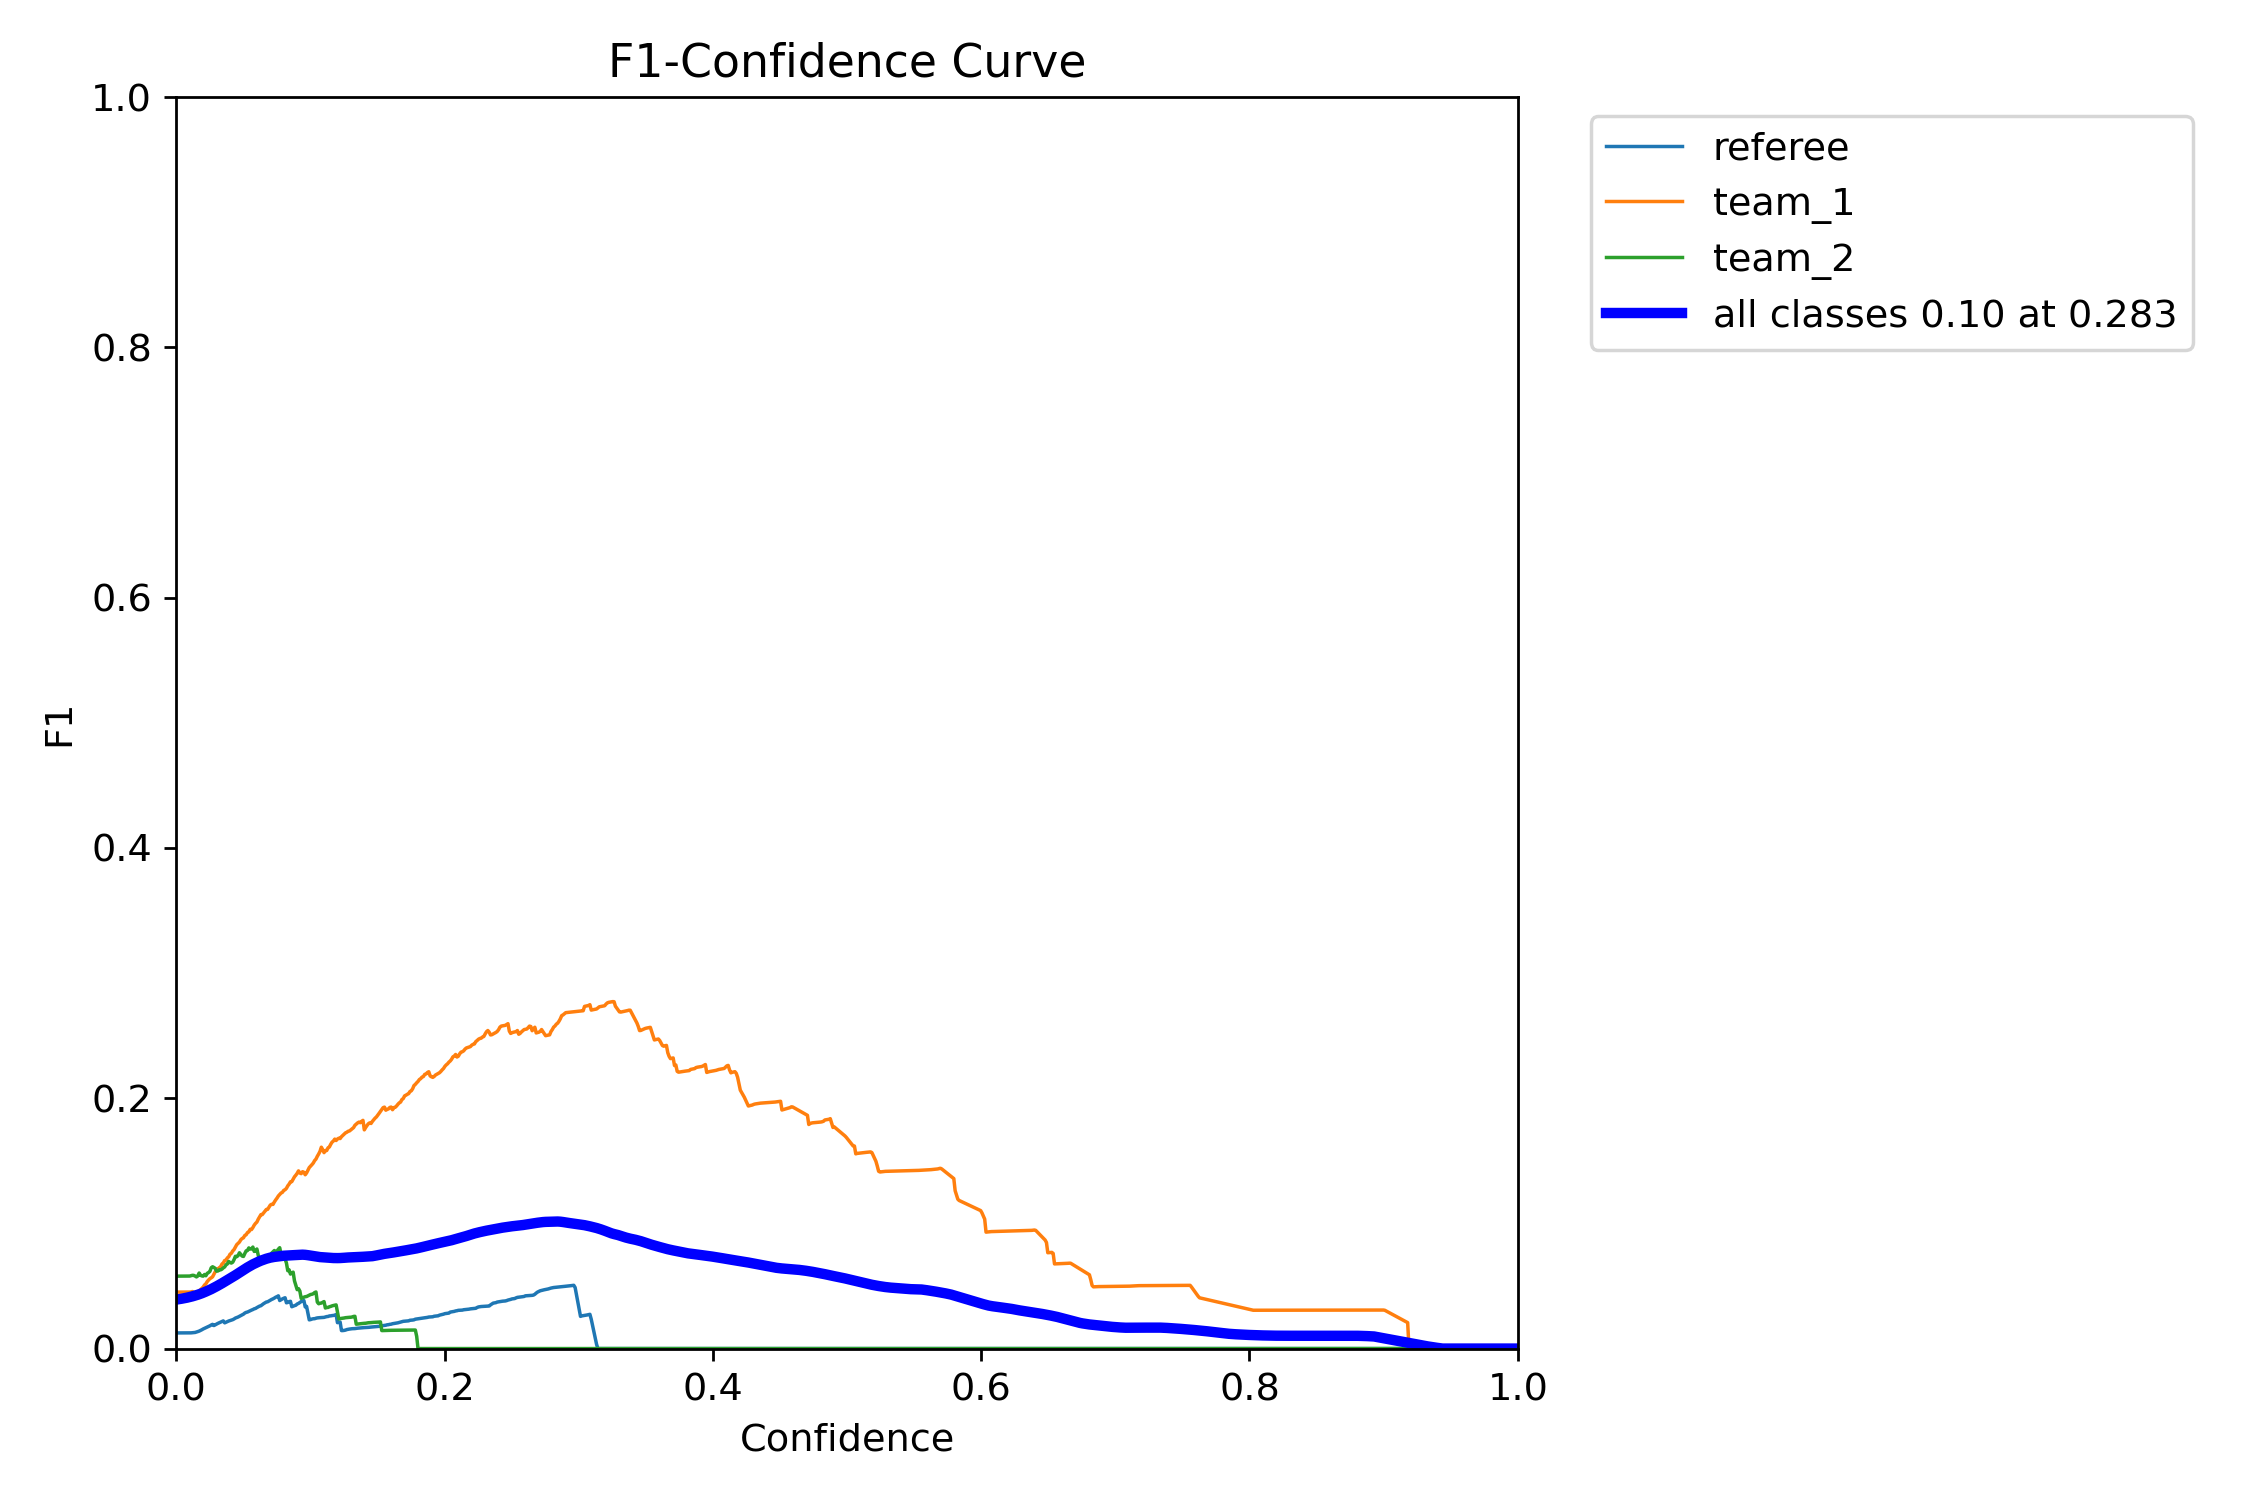 F1-Confidence Curve
1.0
0.8
0.6
0.4
0.2
0.0
F1
0.0 0.2 0.4 0.6 0.8 1.0
Confidence
referee
team_1
team_2
all classes 0.10 at 0.283